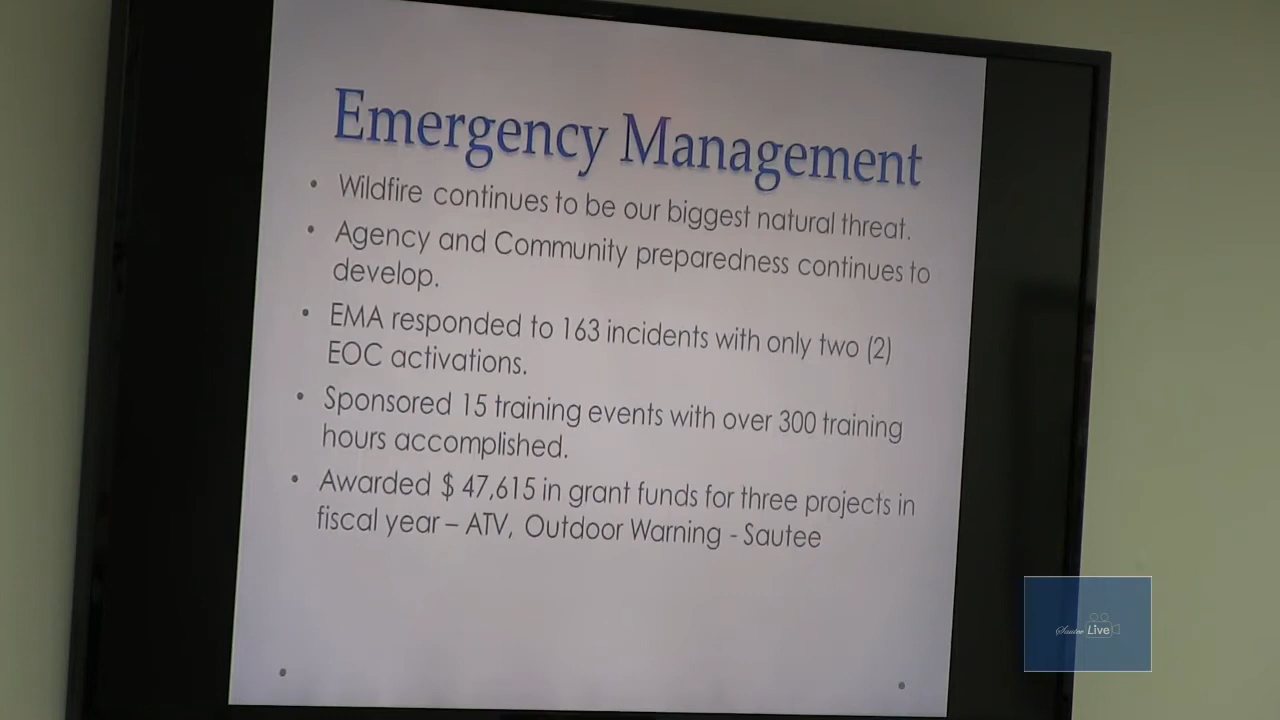 Emergency Management
• Wildfire continues to be our biggest natural threat.
• Agency and Community preparedness continues to
develop.
• EMA responded to 163 incidents with only two (2)
EOC activations.
• Sponsored 15 training events with over 300 training
hours accomplished.
• Awarded $ 47,615 in grant funds for three projects in
fiscal year – ATV, Outdoor Warning - Sautee
Sautee Live